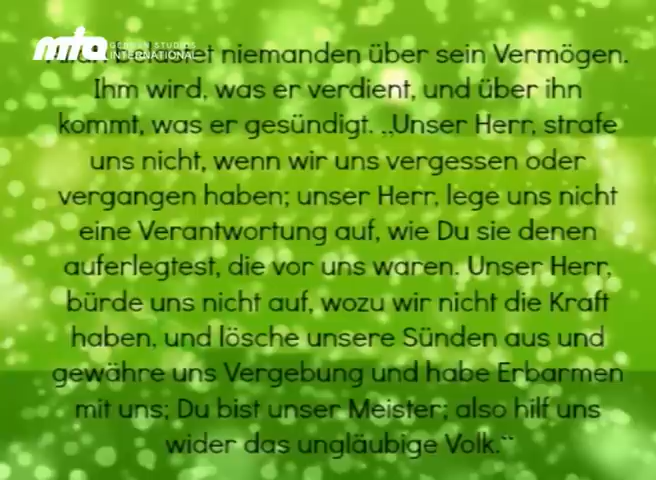 mta GERMAN STUDIOS
INTERNATIONAL
niemanden über sein Vermögen.
Ihm wird, was er verdient, und über ihn
kommt, was er gesündigt. „Unser Herr, strafe
uns nicht, wenn wir uns vergessen oder
vergangen haben; unser Herr, lege uns nicht
eine Verantwortung auf, wie Du sie denen
auferlegtest, die vor uns waren. Unser Herr,
bürde uns nicht auf, wozu wir nicht die Kraft
haben, und lösche unsere Sünden aus und
gewähre uns Vergebung und habe Erbarmen
mit uns; Du bist unser Meister; also hilf uns
wider das ungläubige Volk.“